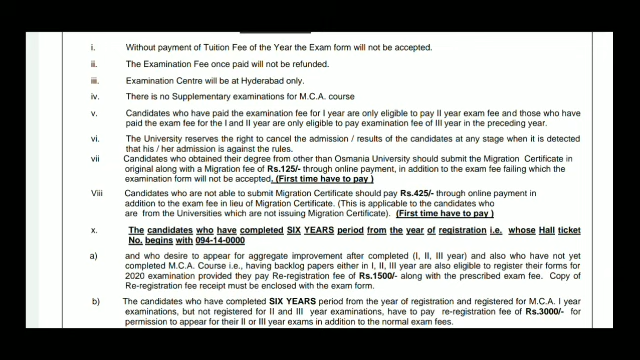 i. Without payment of Tuition Fee of the Year the Exam form will not be accepted.
ii. The Examination Fee once paid will not be refunded.
iii. Examination Centre will be at Hyderabad only.
iv. There is no Supplementary examinations for M.C.A. course
v. Candidates who have paid the examination fee for I year are only eligible to pay II year exam fee and those who have
paid the exam fee for the I and II year are only eligible to pay examination fee of III year in the preceding year.
vi. The University reserves the right to cancel the admission / results of the candidates at any stage when it is detected
that his / her admission is against the rules.
vii Candidates who obtained their degree from other than Osmania University should submit the Migration Certificate in
original along with a Migration fee of Rs.125/- through online payment, in addition to the exam fee failing which the
examination form will not be accepted. (First time have to pay )
Viii Candidates who are not able to submit Migration Certificate should pay Rs.425/- through online payment in
addition to the exam fee in lieu of Migration Certificate. (This is applicable to the candidates who
are from the Universities which are not issuing Migration Certificate). (First time have to pay )
x. The candidates who have completed SIX YEARS period from the year of registration i.e. whose Hall ticket
No. begins with 094-14-0000
a) and who desire to appear for aggregate improvement after completed (I, II, III year) and also who have not yet
completed M.C.A. Course i.e., having backlog papers either in I, II, III year are also eligible to register their forms for
2020 examination provided they pay Re-registration fee of Rs.1500/- along with the prescribed exam fee. Copy of
Re-registration fee receipt must be enclosed with the exam form.
b) The candidates who have completed SIX YEARS period from the year of registration and registered for M.C.A. I year
examinations, but not registered for II and III year examinations, have to pay re-registration fee of Rs.3000/- for
permission to appear for their II or III year exams in addition to the normal exam fees.